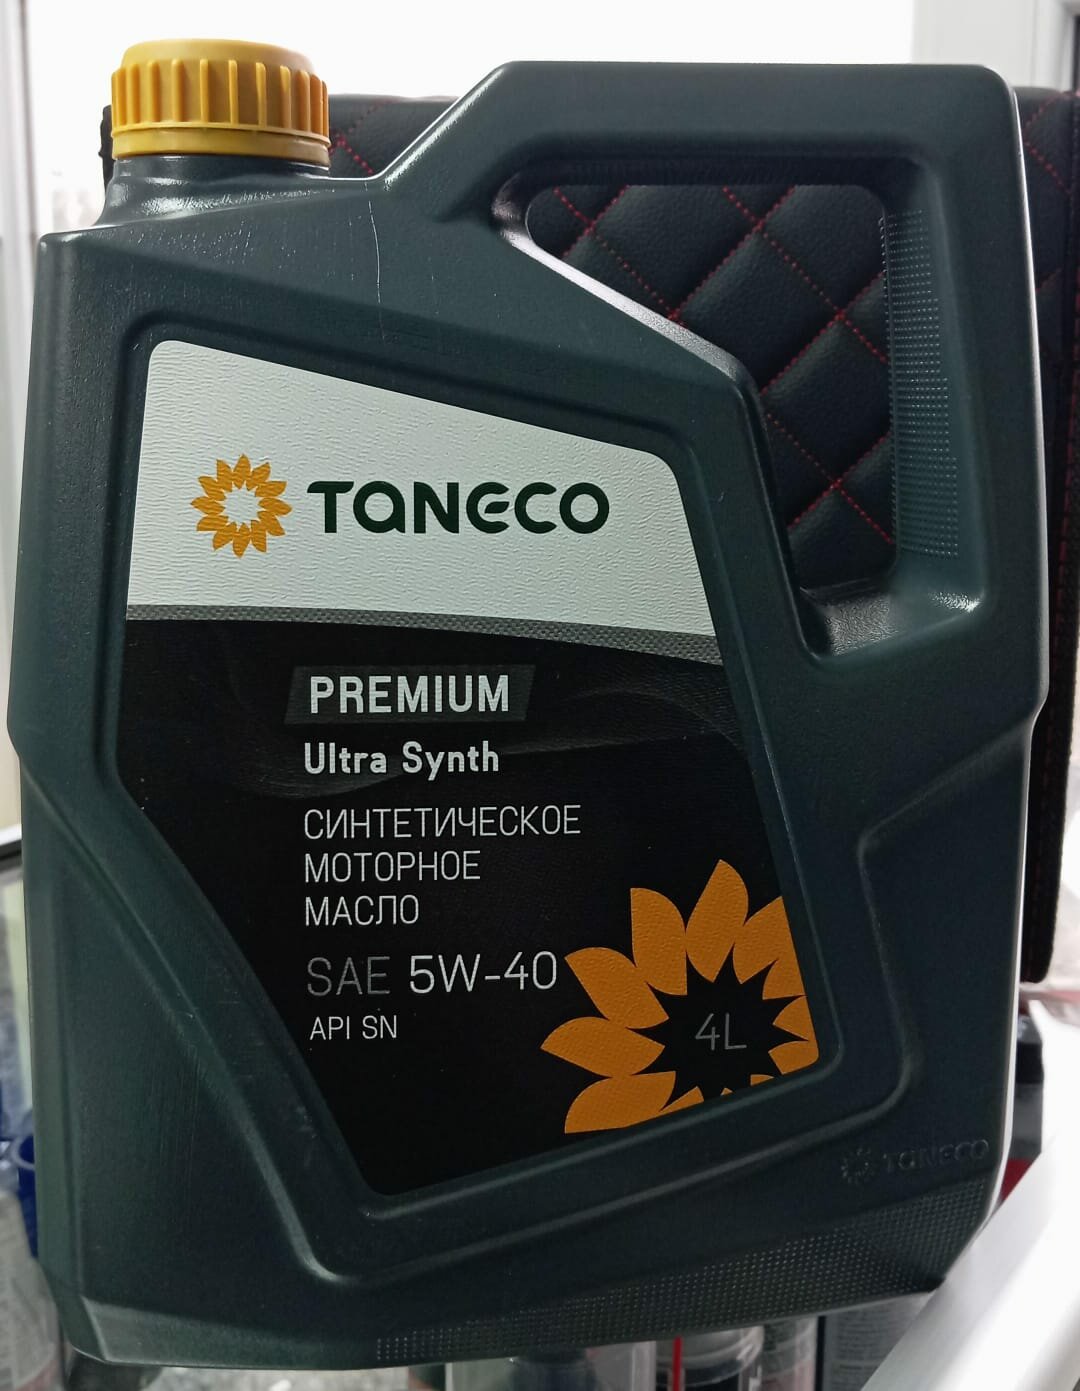 TANECO
PREMIUM
Ultra Synth
СИНТЕТИЧЕСКОЕ
МОТОРНОЕ
МАСЛО
SAE 5W-40
API SN
4L
TANECO